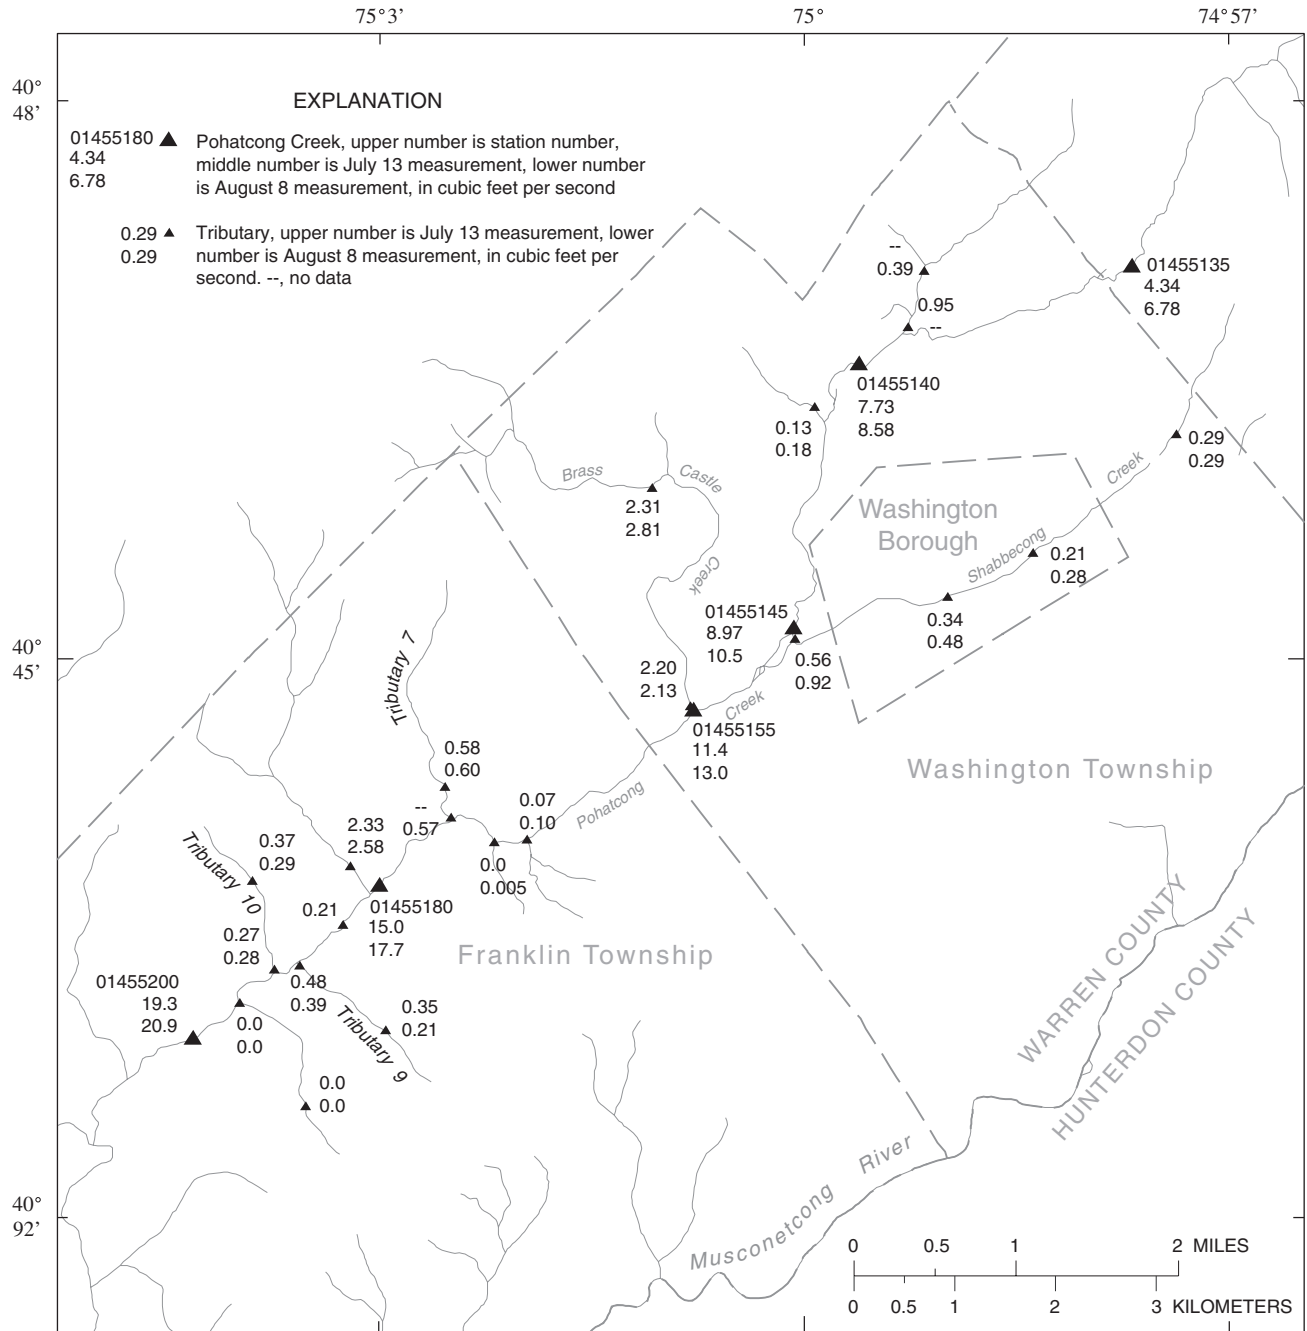 75°3'
75°
74°57'
40°
48'
EXPLANATION
01455180
4.34
6.78
Pohatcong Creek, upper number is station number,
middle number is July 13 measurement, lower number
is August 8 measurement, in cubic feet per second
0.29
0.29
Tributary, upper number is July 13 measurement, lower
number is August 8 measurement, in cubic feet per
second. --, no data
--
0.39
0.95
--
01455135
4.34
6.78
01455140
7.73
8.58
0.13
0.18
0.29
0.29
Brass
Castle
Creek
2.31
2.81
Washington
Borough
Shabbecong
Creek
0.21
0.28
0.34
0.48
01455145
8.97
10.5
0.56
0.92
40°
45'
2.20
2.13
Creek
01455155
11.4
13.0
Tributary 7
0.58
0.60
--
0.57
0.07
0.10
Pohatcong
0.0
0.005
Washington Township
2.33
2.58
0.37
0.29
Tributary 10
0.21
01455180
15.0
17.7
Franklin Township
0.27
0.28
0.48
0.39
0.35
0.21
Tributary 9
01455200
19.3
20.9
0.0
0.0
0.0
0.0
WARREN COUNTY
HUNTERDON COUNTY
Musconetcong River
40°
92'
0 0.5 1 2 MILES
0 0.5 1 2 3 KILOMETERS